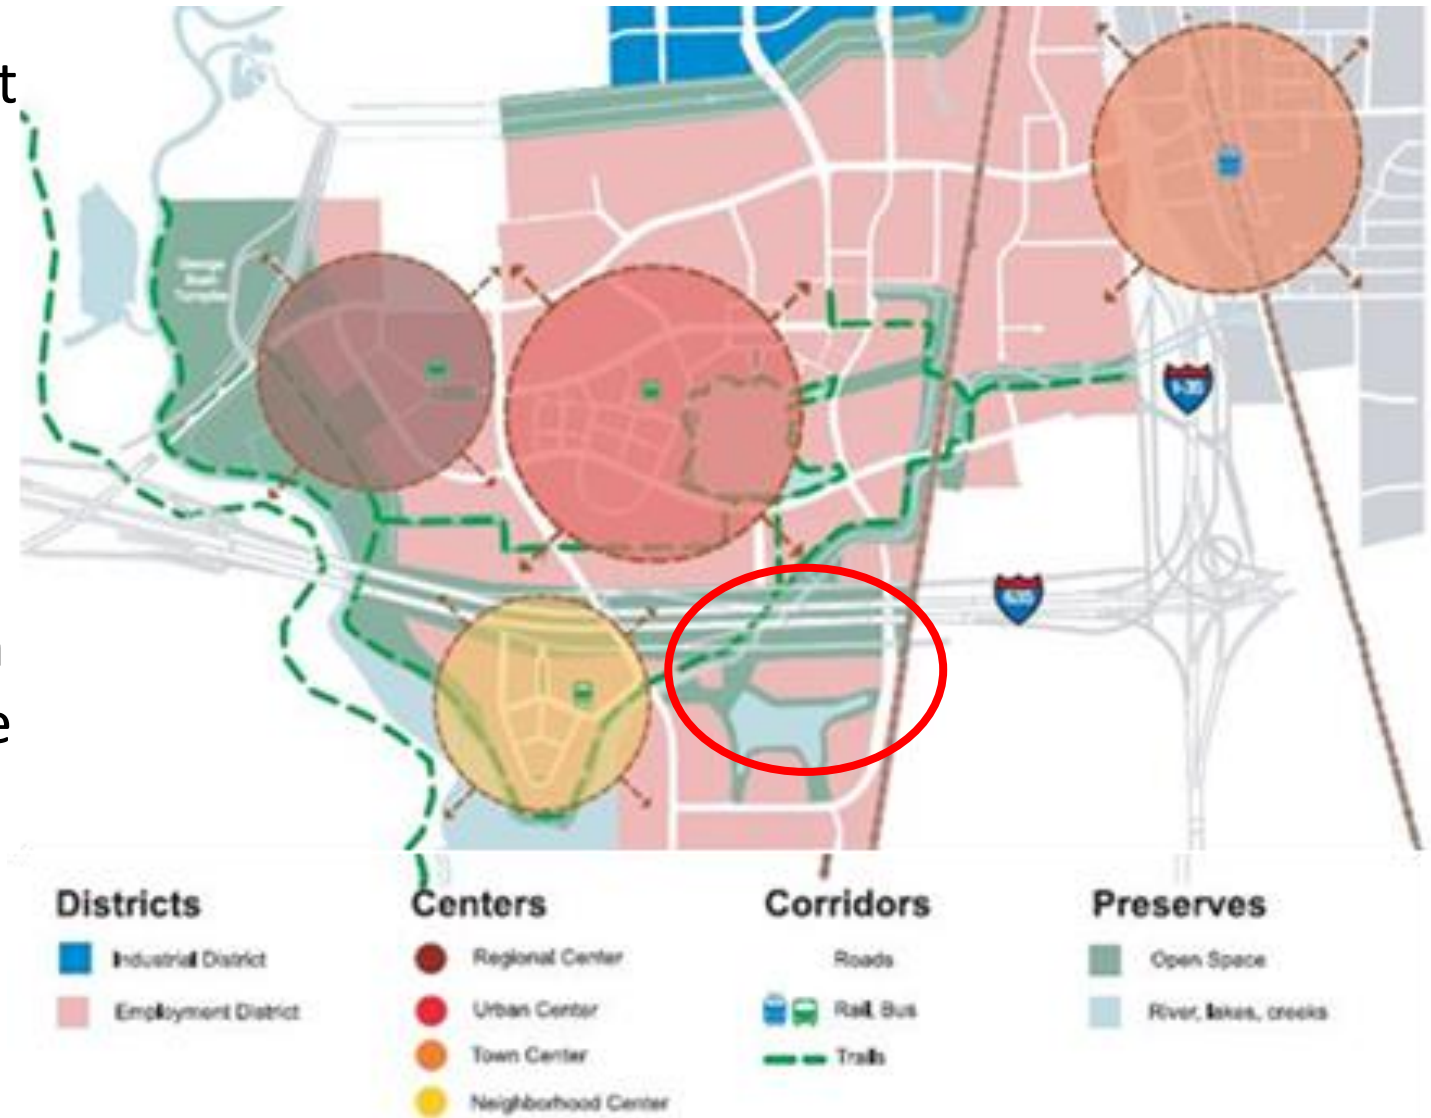 t
e
I-30
Districts
Industrial District
Employment District
Centers
Regional Center
Urban Center
Town Center
Neighborhood Center
Corridors
Roads
Rail, Bus
Trails
Preserves
Open Space
River, lakes, creeks